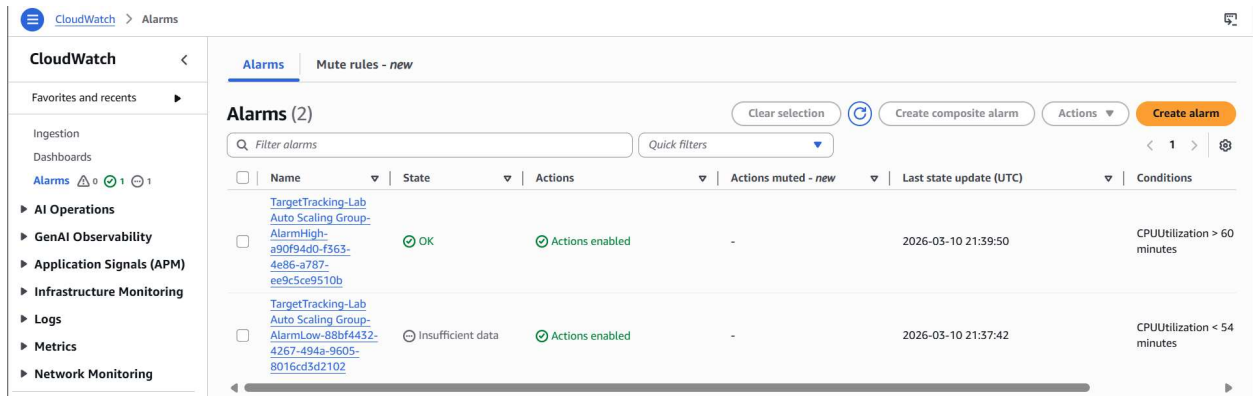 CloudWatch > Alarms
CloudWatch
Favorites and recents
Ingestion
Dashboards
Alarms 0 1 1
AI Operations
GenAI Observability
Application Signals (APM)
Infrastructure Monitoring
Logs
Metrics
Network Monitoring
Alarms Mute rules - new
Alarms (2)
Clear selection Create composite alarm Actions Create alarm
Filter alarms Quick filters < 1 >
Name State Actions Actions muted - new Last state update (UTC) Conditions
TargetTracking-Lab
Auto Scaling Group-
AlarmHigh-
a90f94d0-f363-
4e86-a787-
ee9c5ce9510b
OK Actions enabled - 2026-03-10 21:39:50
CPUUtilization > 60
minutes
TargetTracking-Lab
Auto Scaling Group-
AlarmLow-88bf4432-
4267-494a-9605-
8016cd3d2102
Insufficient data Actions enabled - 2026-03-10 21:37:42
CPUUtilization < 54
minutes